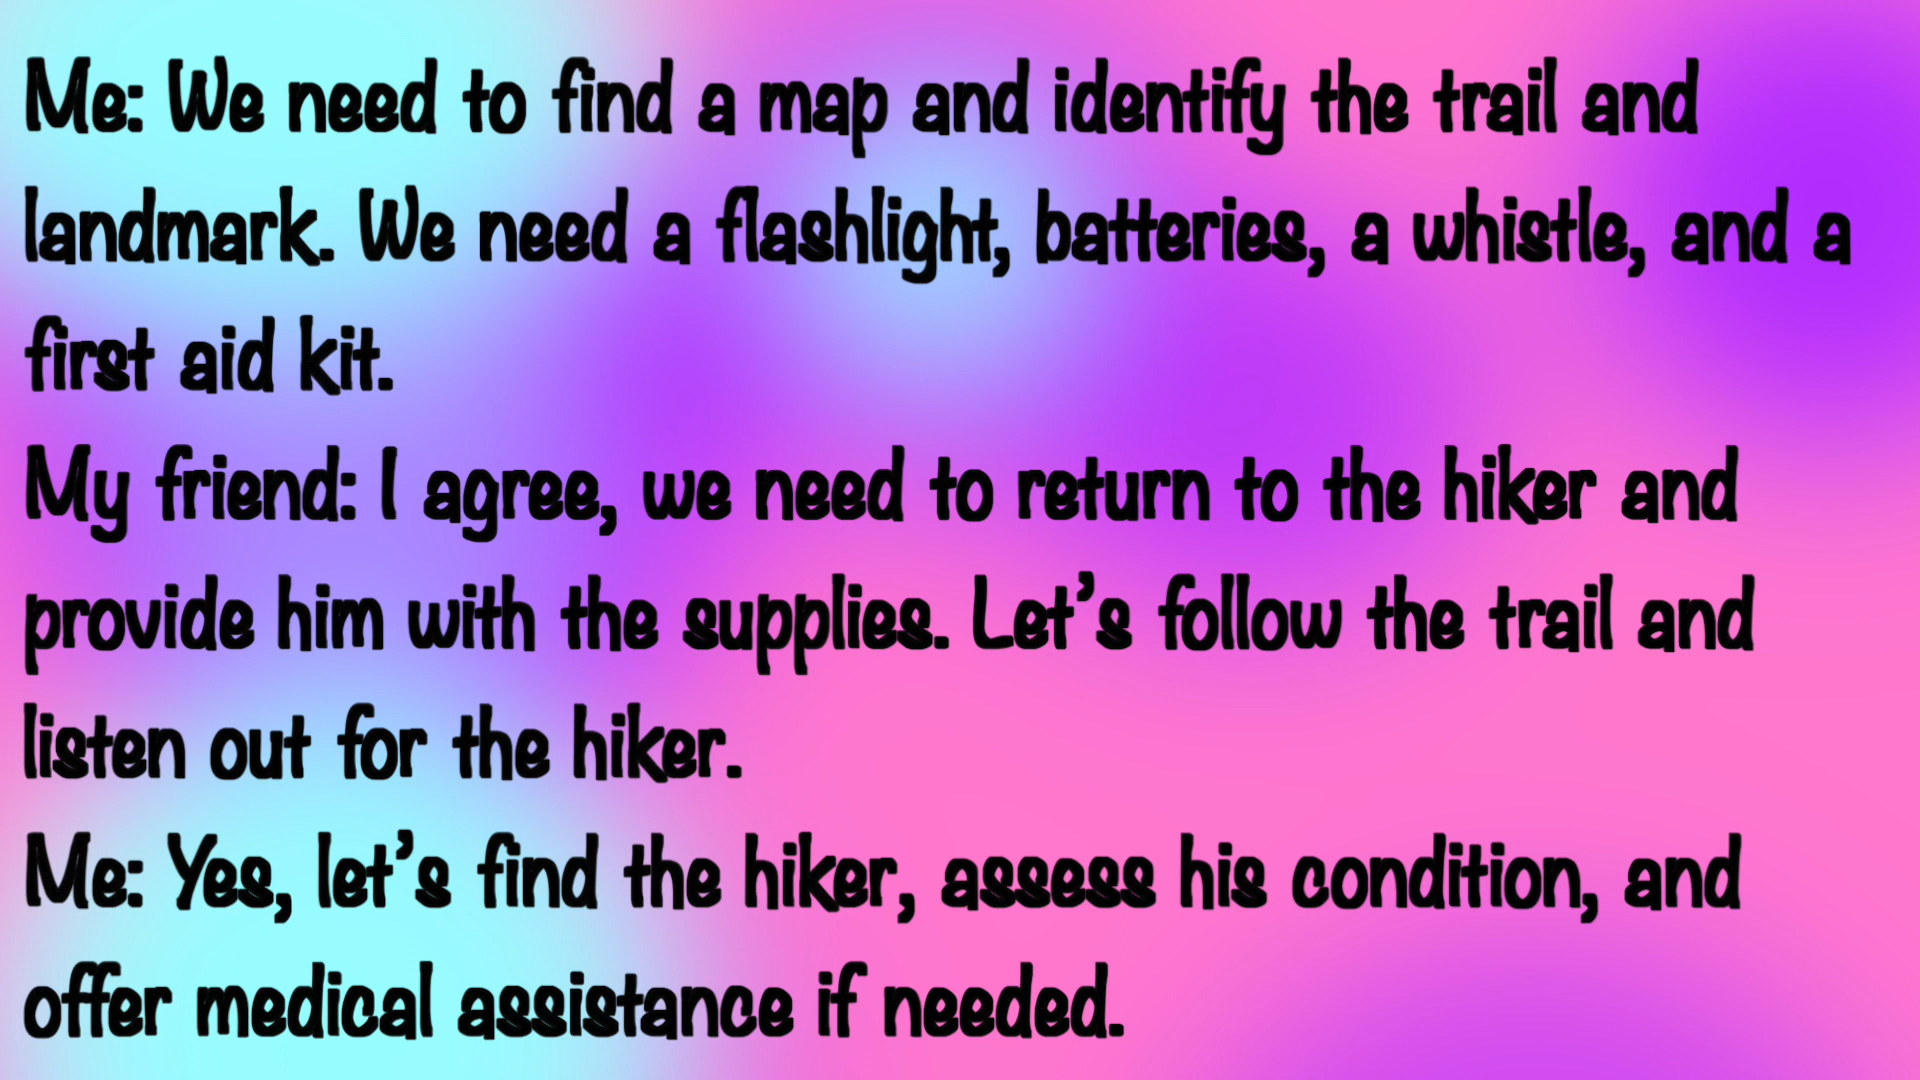 Me: We need to find a map and identify the trail and
landmark. We need a flashlight, batteries, a whistle, and a
first aid kit.
My friend: I agree, we need to return to the hiker and
provide him with the supplies. Let's follow the trail and
listen out for the hiker.
Me: Yes, let's find the hiker, assess his condition, and
offer medical assistance if needed.